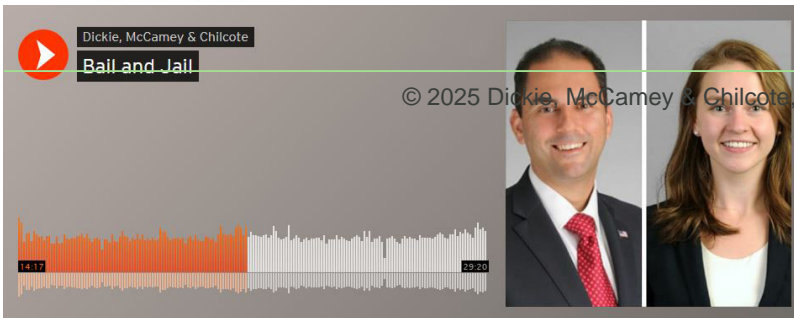 Dickie, McCamey & Chilcote
Bail and Jail
© 2025 Dickie, McCamey & Chilcote
14:17
29:20